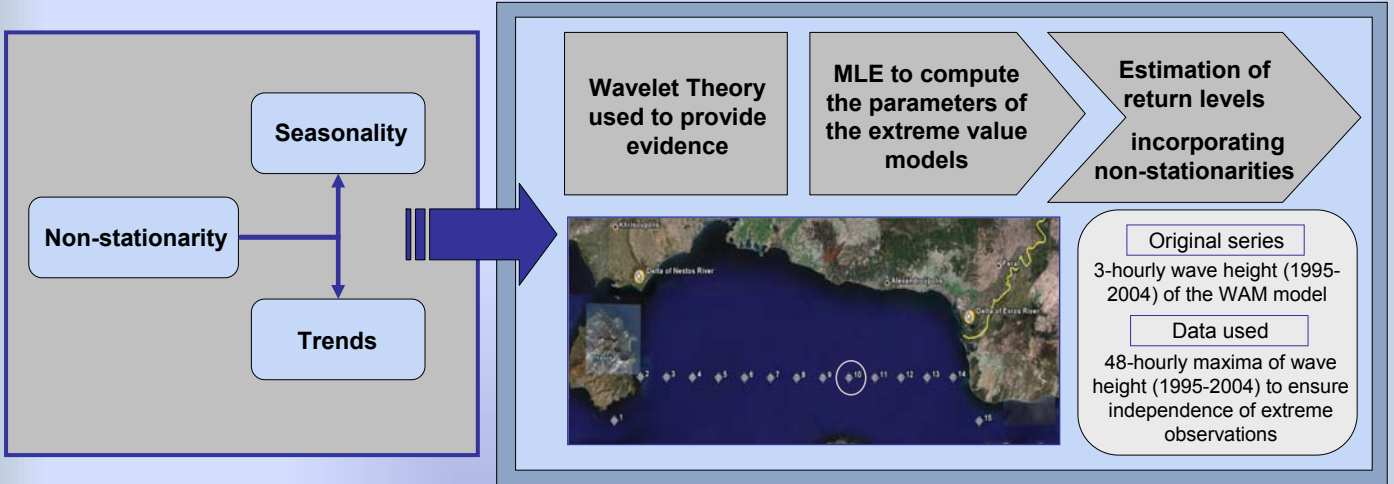 Non-stationarity
Seasonality
Trends
Wavelet Theory
used to provide
evidence
MLE to compute
the parameters of
the extreme value
models
Estimation of
return levels
incorporating
non-stationarities
Khrisoupolis
Delta of Nestos River
Alexandroupolis
Ferai
Delta of Evros River
1
2
3
4
5
6
7
8
9
10
11
12
13
14
15
Original series
3-hourly wave height (1995-
2004) of the WAM model
Data used
48-hourly maxima of wave
height (1995-2004) to ensure
independence of extreme
observations